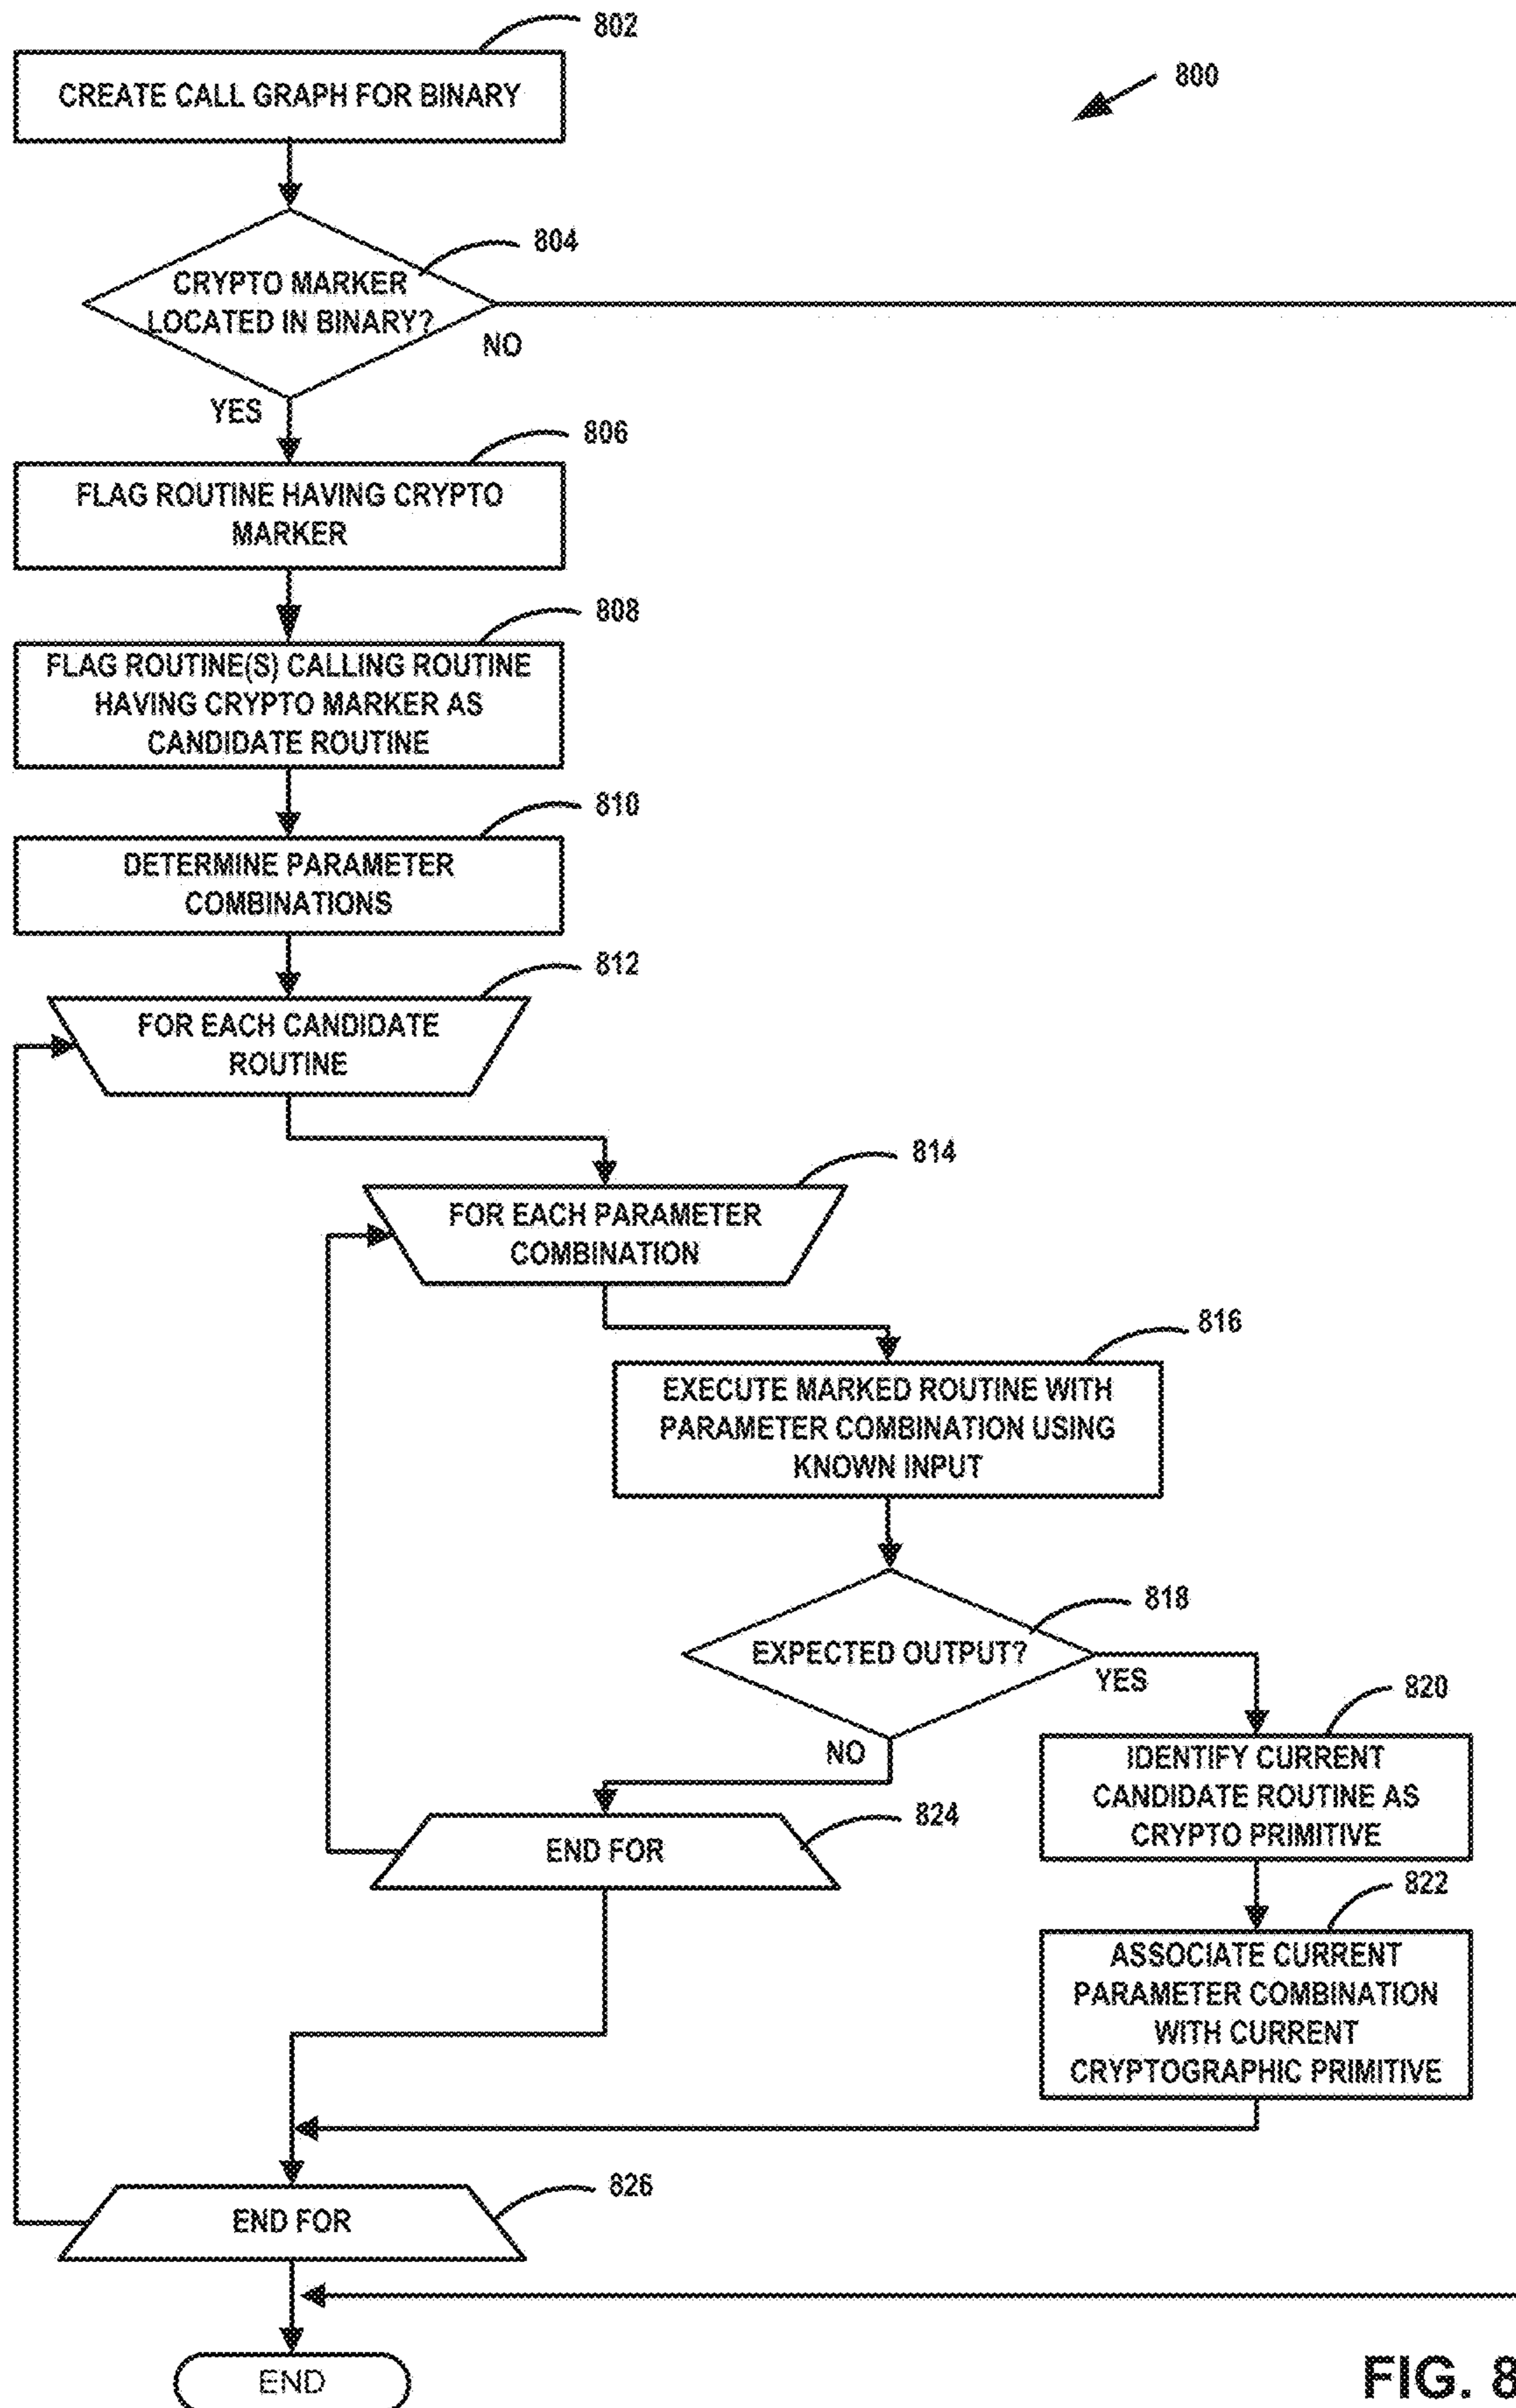 802
CREATE CALL GRAPH FOR BINARY
800
804
CRYPTO MARKER
LOCATED IN BINARY?
NO
YES
806
FLAG ROUTINE HAVING CRYPTO
MARKER
808
FLAG ROUTINE(S) CALLING ROUTINE
HAVING CRYPTO MARKER AS
CANDIDATE ROUTINE
810
DETERMINE PARAMETER
COMBINATIONS
812
FOR EACH CANDIDATE
ROUTINE
814
FOR EACH PARAMETER
COMBINATION
816
EXECUTE MARKED ROUTINE WITH
PARAMETER COMBINATION USING
KNOWN INPUT
818
EXPECTED OUTPUT?
YES
NO
820
IDENTIFY CURRENT
CANDIDATE ROUTINE AS
CRYPTO PRIMITIVE
824
END FOR
822
ASSOCIATE CURRENT
PARAMETER COMBINATION
WITH CURRENT
CRYPTOGRAPHIC PRIMITIVE
826
END FOR
END
FIG. 8